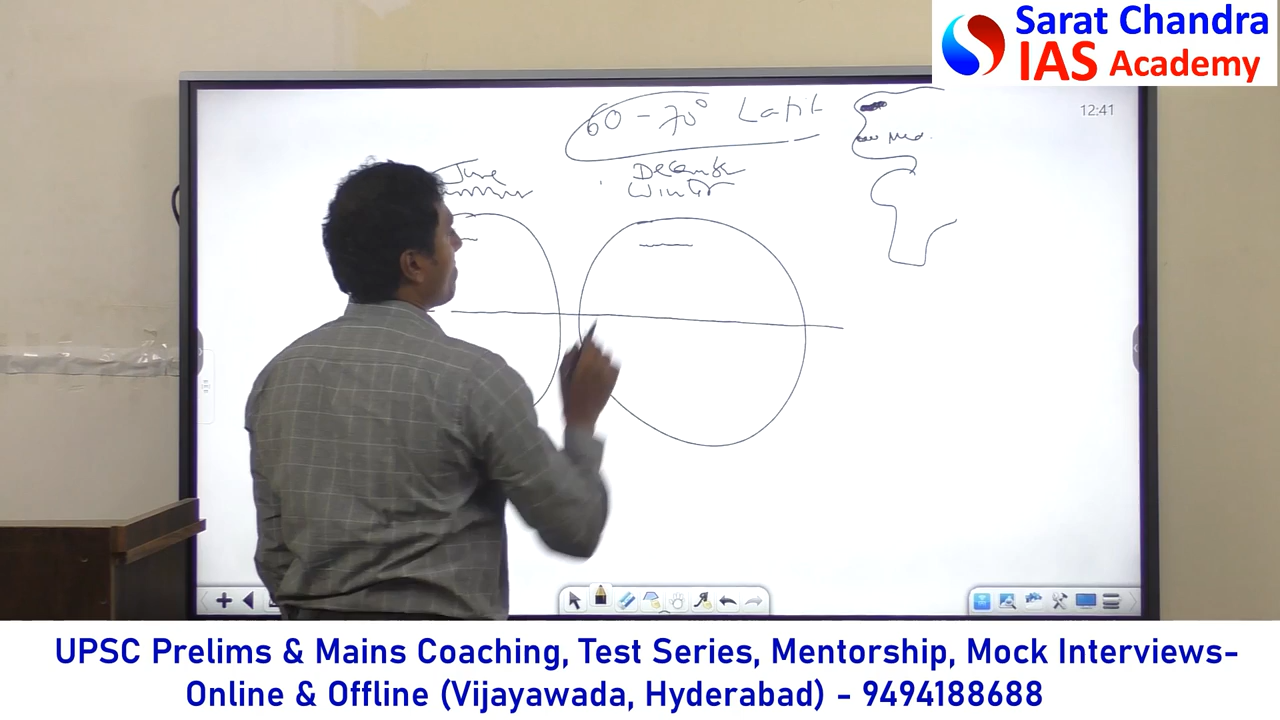 Sarat Chandra
IAS Academy
12:41
60 - 70° Latit
June
December
Winter
UPSC Prelims & Mains Coaching, Test Series, Mentorship, Mock Interviews-
Online & Offline (Vijayawada, Hyderabad) - 9494188688